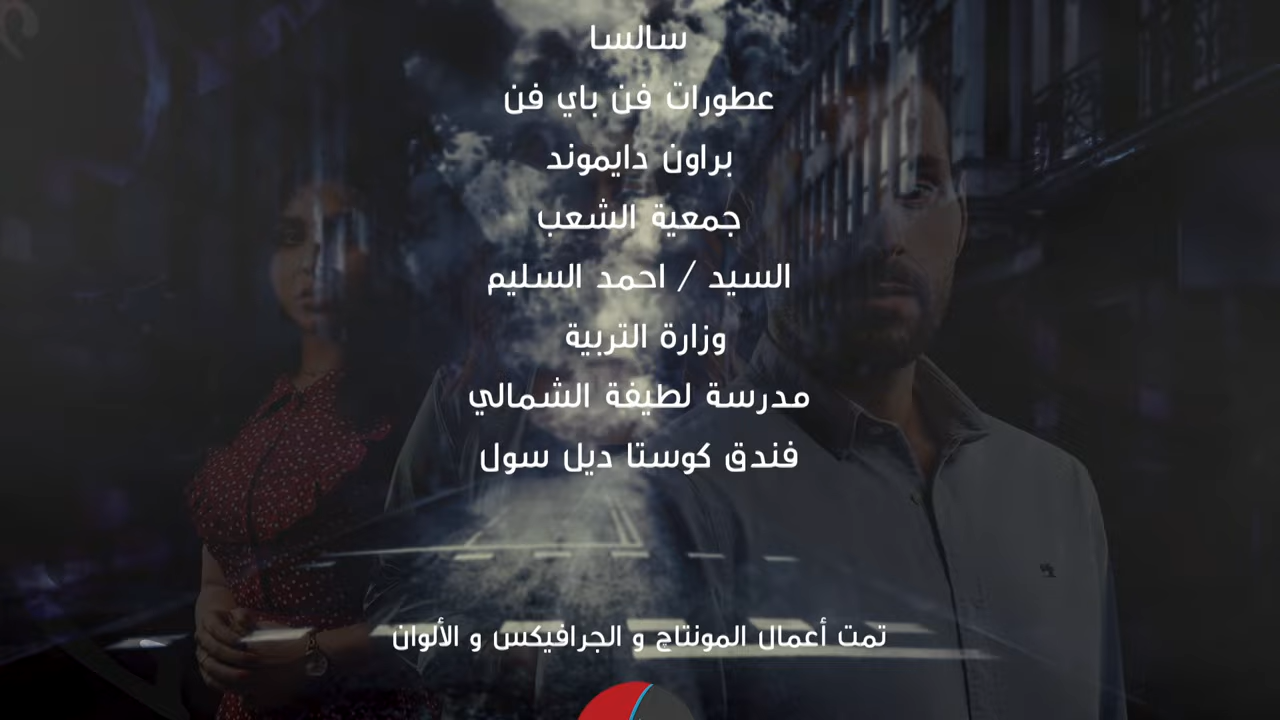 سالسا
عطورات فن باي فن
براون دايموند
جمعية الشعب
السيد / احمد السليم
وزارة التربية
مدرسة لطيفة الشمالي
فندق كوستا ديل سول
تمت أعمال المونتاج و الجرافيكس و الألوان